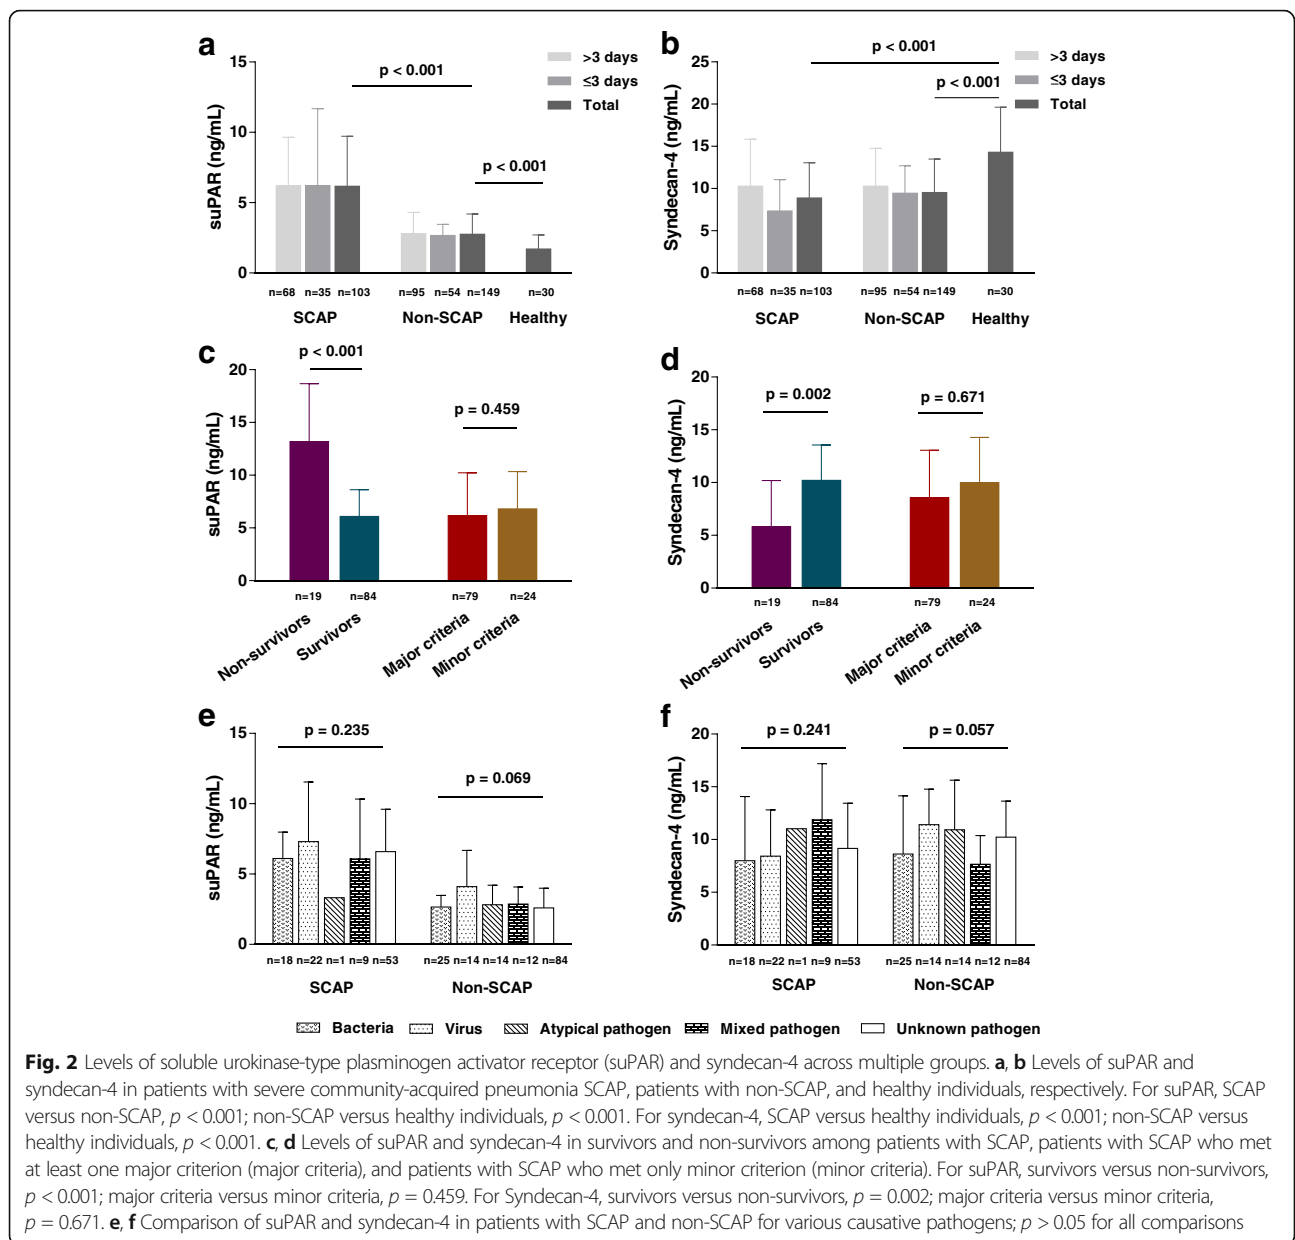 a
>3 days
≤3 days
Total
p < 0.001
p < 0.001
suPAR (ng/mL)
15
10
5
0
n=68 n=35 n=103 n=95 n=54 n=149 n=30
SCAP Non-SCAP Healthy
b
>3 days
≤3 days
Total
p < 0.001
p < 0.001
Syndecan-4 (ng/mL)
25
20
15
10
5
0
n=68 n=35 n=103 n=95 n=54 n=149 n=30
SCAP Non-SCAP Healthy
c
p < 0.001
p = 0.459
suPAR (ng/mL)
20
15
10
5
0
n=19 n=84 n=79 n=24
Non-survivors Survivors Major criteria Minor criteria
d
p = 0.002
p = 0.671
Syndecan-4 (ng/mL)
20
15
10
5
0
n=19 n=84 n=79 n=24
Non-survivors Survivors Major criteria Minor criteria
e
p = 0.235
p = 0.069
suPAR (ng/mL)
15
10
5
0
n=18 n=22 n=1 n=9 n=53 n=25 n=14 n=14 n=12 n=84
SCAP Non-SCAP
f
p = 0.241
p = 0.057
Syndecan-4 (ng/mL)
20
15
10
5
0
n=18 n=22 n=1 n=9 n=53 n=25 n=14 n=14 n=12 n=84
SCAP Non-SCAP
Bacteria Virus Atypical pathogen Mixed pathogen Unknown pathogen
Fig. 2 Levels of soluble urokinase-type plasminogen activator receptor (suPAR) and syndecan-4 across multiple groups. a, b Levels of suPAR and
syndecan-4 in patients with severe community-acquired pneumonia SCAP, patients with non-SCAP, and healthy individuals, respectively. For suPAR, SCAP
versus non-SCAP, p < 0.001; non-SCAP versus healthy individuals, p < 0.001. For syndecan-4, SCAP versus healthy individuals, p < 0.001; non-SCAP versus
healthy individuals, p < 0.001. c, d Levels of suPAR and syndecan-4 in survivors and non-survivors among patients with SCAP, patients with SCAP who met
at least one major criterion (major criteria), and patients with SCAP who met only minor criterion (minor criteria). For suPAR, survivors versus non-survivors,
p < 0.001; major criteria versus minor criteria, p = 0.459. For Syndecan-4, survivors versus non-survivors, p = 0.002; major criteria versus minor criteria,
p = 0.671. e, f Comparison of suPAR and syndecan-4 in patients with SCAP and non-SCAP for various causative pathogens; p > 0.05 for all comparisons